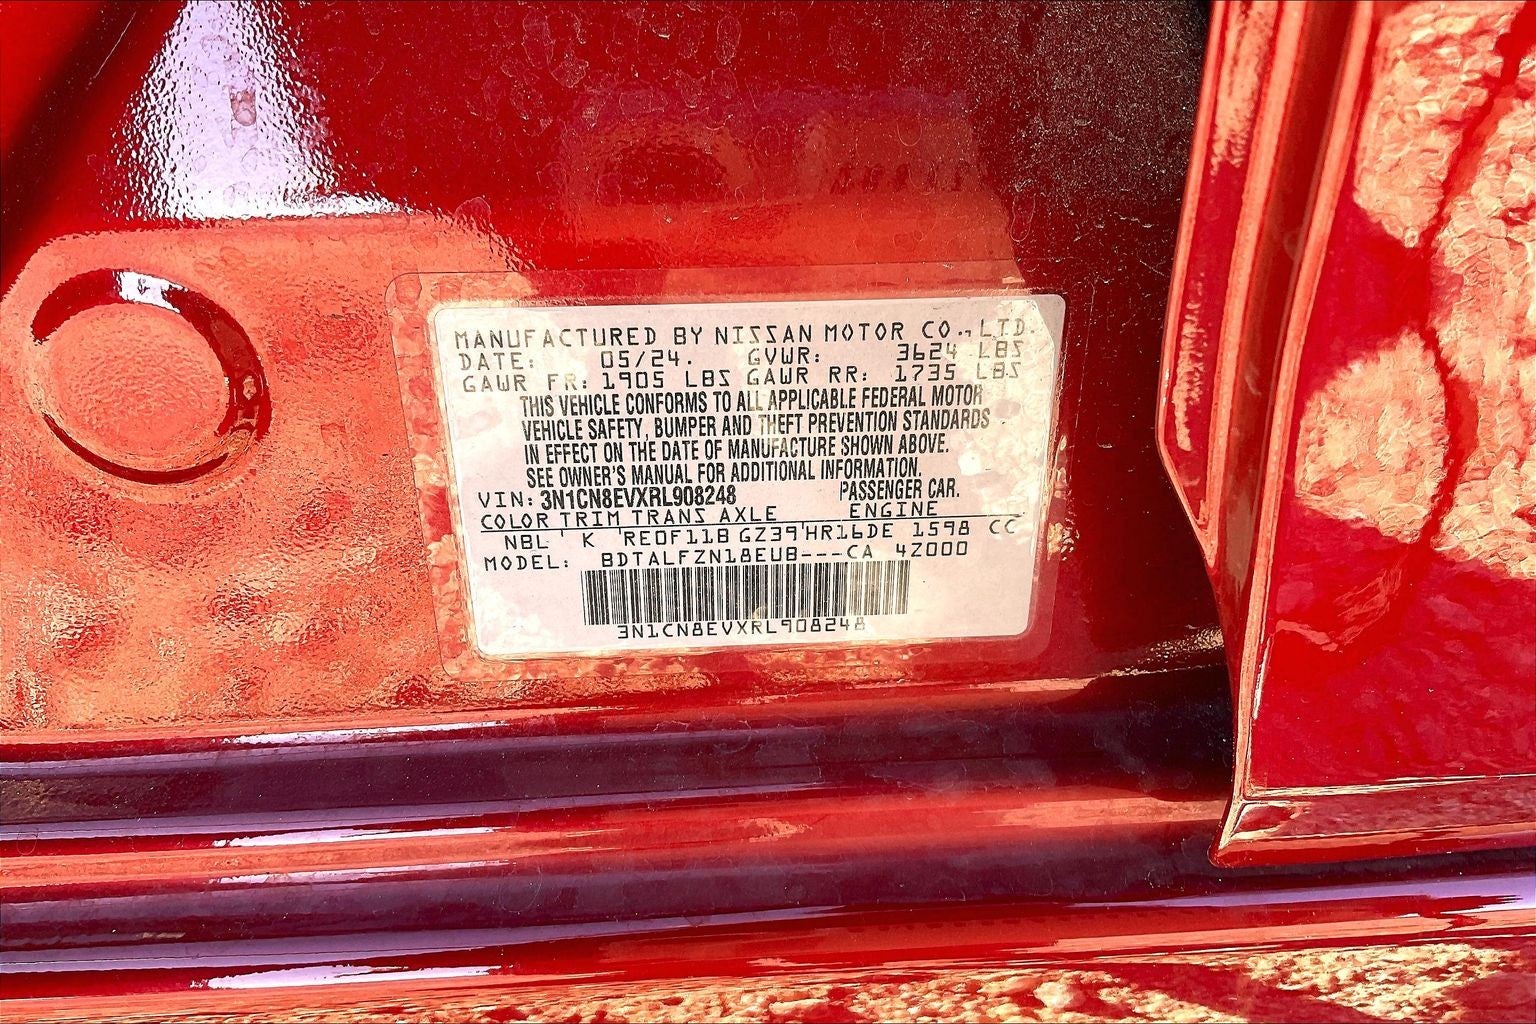 MANUFACTURED BY NISSAN MOTOR CO., LTD.
DATE: 05/24. GVWR: 3624 LBS
GAWR FR: 1905 LBS GAWR RR: 1735 LBS
THIS VEHICLE CONFORMS TO ALL APPLICABLE FEDERAL MOTOR
VEHICLE SAFETY, BUMPER AND THEFT PREVENTION STANDARDS
IN EFFECT ON THE DATE OF MANUFACTURE SHOWN ABOVE.
SEE OWNER'S MANUAL FOR ADDITIONAL INFORMATION.
VIN: 3N1CN8EVXRL908248 PASSENGER CAR.
COLOR TRIM TRANS AXLE ENGINE
NBL ' K 'RE0F11B GZ39'HR16DE 1598 CC
MODEL: BDTALFZN18EUB---CA 4Z000
3N1CN8EVXRL908248